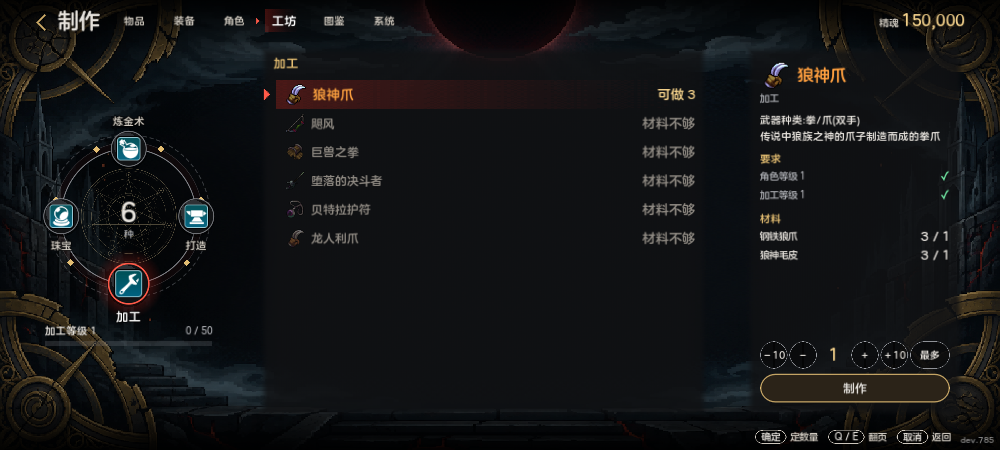 制作 物品 装备 角色 工坊 图鉴 系统 精魂 150,000
加工
狼神爪 可做 3
飓风 材料不够
巨兽之拳 材料不够
堕落的决斗者 材料不够
贝特拉护符 材料不够
龙人利爪 材料不够
炼金术
珠宝
6
种
打造
加工
加工等级 1 0 / 50
狼神爪
加工
武器种类:拳/爪(双手)
传说中狼族之神的爪子制造而成的拳爪
要求
角色等级 1 ✓
加工等级 1 ✓
材料
钢铁狼爪 3 / 1
狼神毛皮 3 / 1
-10 - 1 + +10 最多
制作
确定 定数量 Q / E 翻页 取消 返回 dev.785